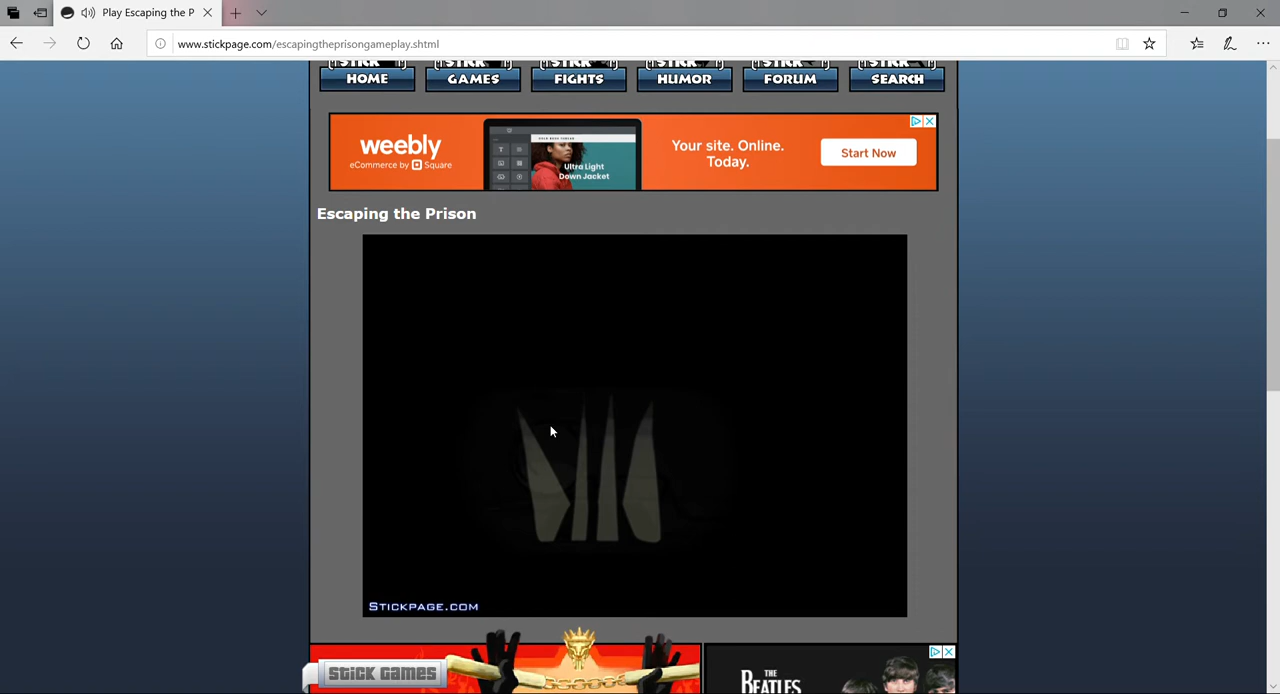 Play Escaping the P
www.stickpage.com/escapingtheprisongameplay.shtml
HOME
GAMES
FIGHTS
HUMOR
FORUM
SEARCH
weebly
eCommerce by Square
Ultra Light
Down Jacket
Your site. Online.
Today.
Start Now
Escaping the Prison
STICKPAGE.COM
STICK GAMES
THE
BEATLES